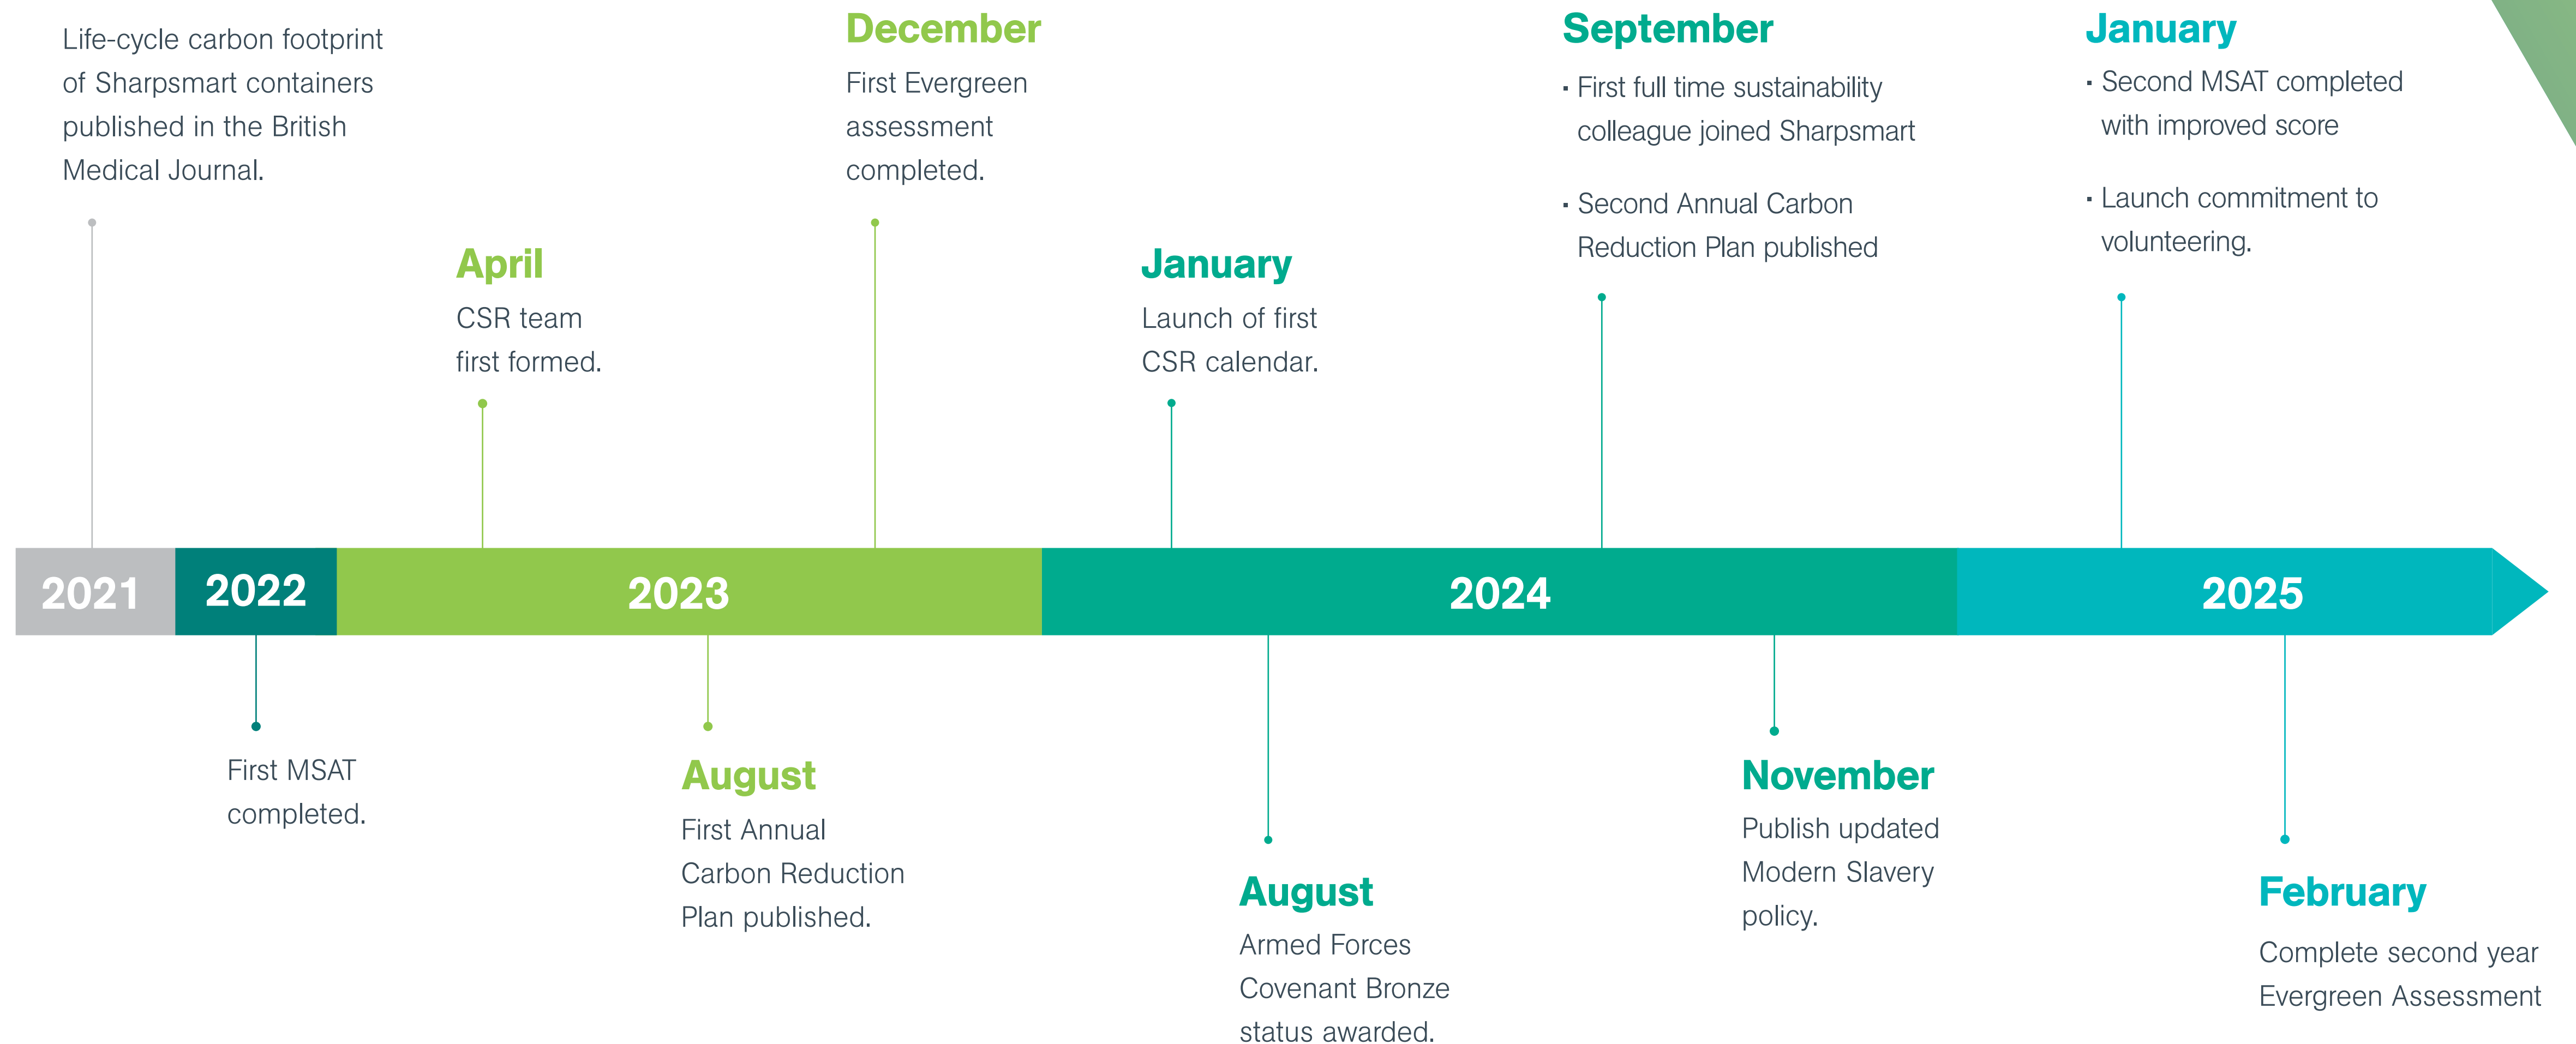 Life-cycle carbon footprint
of Sharpsmart containers
published in the British
Medical Journal.
April
CSR team
first formed.
December
First Evergreen
assessment
completed.
January
Launch of first
CSR calendar.
September
· First full time sustainability
colleague joined Sharpsmart
· Second Annual Carbon
Reduction Plan published
January
· Second MSAT completed
with improved score
· Launch commitment to
volunteering.
2021
2022
2023
2024
2025
First MSAT
completed.
August
First Annual
Carbon Reduction
Plan published.
August
Armed Forces
Covenant Bronze
status awarded.
November
Publish updated
Modern Slavery
policy.
February
Complete second year
Evergreen Assessment